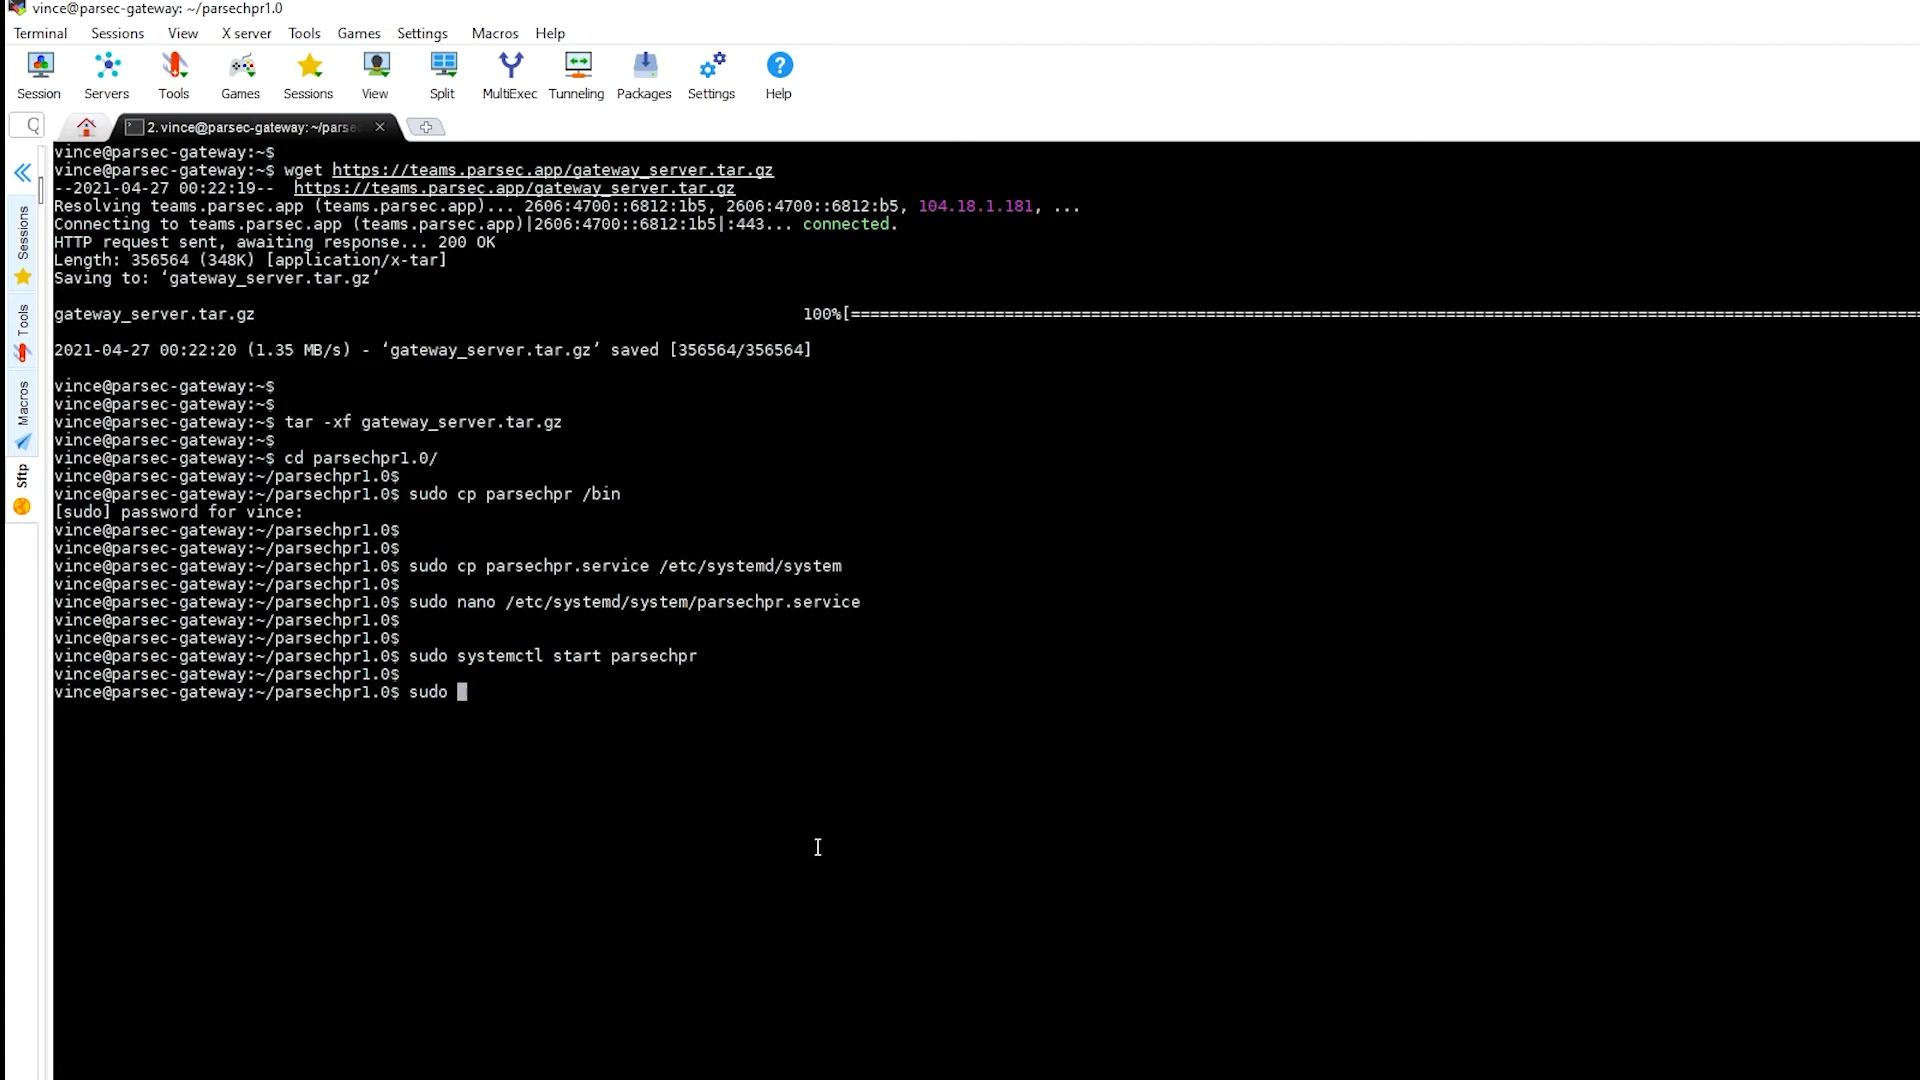 vince@parsec-gateway: ~/parsechpr1.0
Terminal Sessions View X server Tools Games Settings Macros Help
Session Servers Tools Games Sessions View Split MultiExec Tunneling Packages Settings Help
2. vince@parsec-gateway: ~/parse
Sessions
Tools
Macros
Sftp
vince@parsec-gateway:~$
vince@parsec-gateway:~$ wget https://teams.parsec.app/gateway_server.tar.gz
--2021-04-27 00:22:19-- https://teams.parsec.app/gateway_server.tar.gz
Resolving teams.parsec.app (teams.parsec.app)... 2606:4700::6812:1b5, 2606:4700::6812:b5, 104.18.1.181, ...
Connecting to teams.parsec.app (teams.parsec.app)|2606:4700::6812:1b5|:443... connected.
HTTP request sent, awaiting response... 200 OK
Length: 356564 (348K) [application/x-tar]
Saving to: ‘gateway_server.tar.gz’
gateway_server.tar.gz 100%[==============================================================================================================
2021-04-27 00:22:20 (1.35 MB/s) - ‘gateway_server.tar.gz’ saved [356564/356564]
vince@parsec-gateway:~$
vince@parsec-gateway:~$
vince@parsec-gateway:~$ tar -xf gateway_server.tar.gz
vince@parsec-gateway:~$
vince@parsec-gateway:~$ cd parsechpr1.0/
vince@parsec-gateway:~/parsechpr1.0$
vince@parsec-gateway:~/parsechpr1.0$ sudo cp parsechpr /bin
[sudo] password for vince:
vince@parsec-gateway:~/parsechpr1.0$
vince@parsec-gateway:~/parsechpr1.0$
vince@parsec-gateway:~/parsechpr1.0$ sudo cp parsechpr.service /etc/systemd/system
vince@parsec-gateway:~/parsechpr1.0$
vince@parsec-gateway:~/parsechpr1.0$ sudo nano /etc/systemd/system/parsechpr.service
vince@parsec-gateway:~/parsechpr1.0$
vince@parsec-gateway:~/parsechpr1.0$
vince@parsec-gateway:~/parsechpr1.0$ sudo systemctl start parsechpr
vince@parsec-gateway:~/parsechpr1.0$
vince@parsec-gateway:~/parsechpr1.0$ sudo